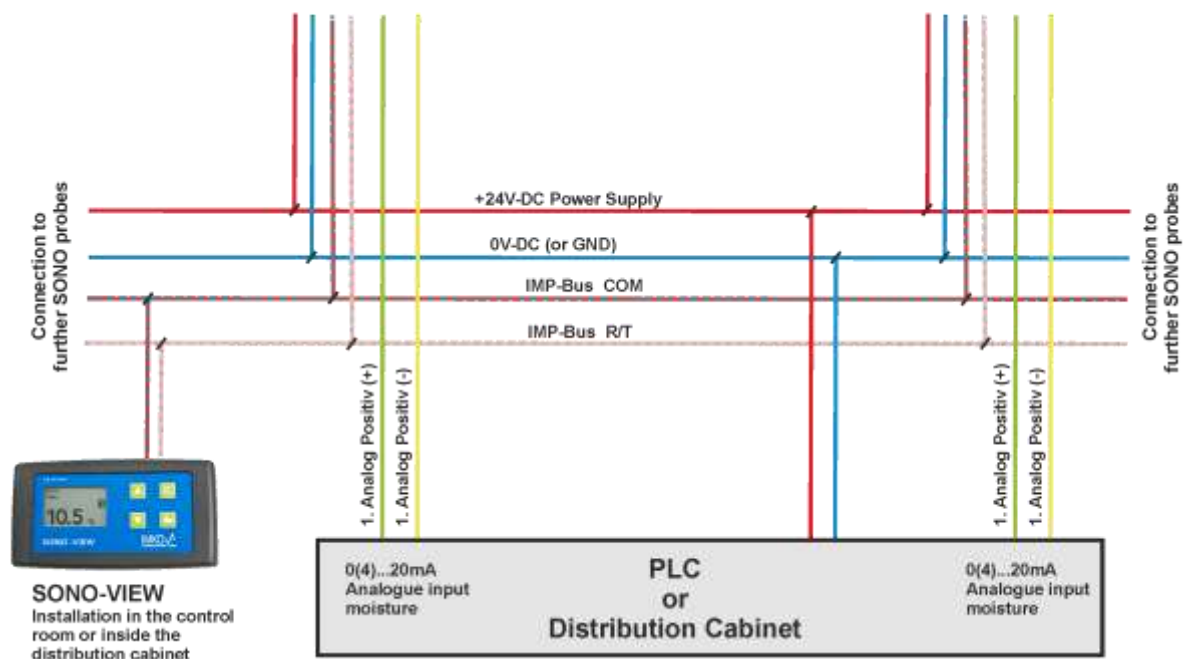 +24V-DC Power Supply
0V-DC (or GND)
IMP-Bus COM
IMP-Bus R/T
Connection to
further SONO probes
Connection to
further SONO probes
1. Analog Positiv (+)
1. Analog Positiv (-)
1. Analog Positiv (+)
1. Analog Positiv (-)
10.5 %
SONO-VIEW
IMKO
SONO-VIEW
Installation in the control
room or inside the
distribution cabinet
0(4)...20mA
Analogue input
moisture
PLC
or
Distribution Cabinet
0(4)...20mA
Analogue input
moisture